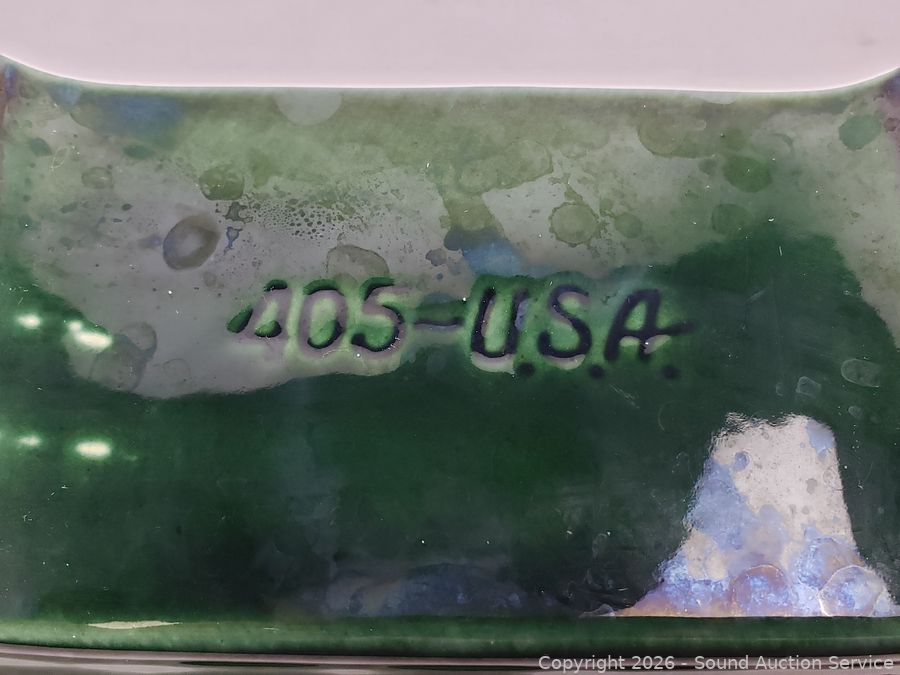 405-U.S.A.
Copyright 2026 - Sound Auction Service